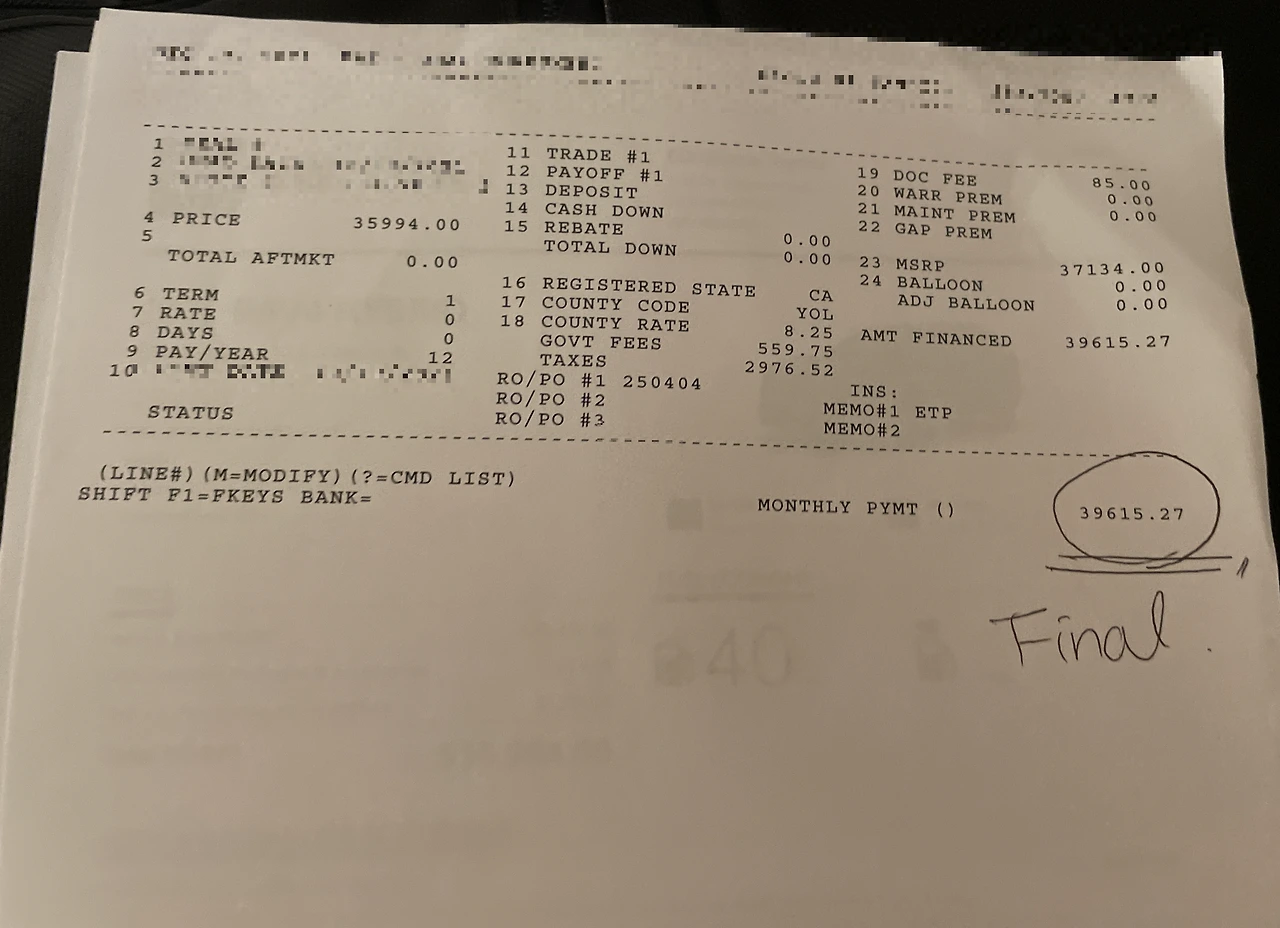 1
2
3
4 PRICE 35994.00
5
TOTAL AFTMKT 0.00
6 TERM 1
7 RATE 0
8 DAYS 0
9 PAY/YEAR 12
10
STATUS
11 TRADE #1
12 PAYOFF #1
13 DEPOSIT
14 CASH DOWN
15 REBATE 0.00
TOTAL DOWN 0.00
16 REGISTERED STATE CA
17 COUNTY CODE YOL
18 COUNTY RATE 8.25
GOVT FEES 559.75
TAXES 2976.52
RO/PO #1 250404
RO/PO #2
RO/PO #3
19 DOC FEE 85.00
20 WARR PREM 0.00
21 MAINT PREM 0.00
22 GAP PREM
23 MSRP 37134.00
24 BALLOON 0.00
ADJ BALLOON 0.00
AMT FINANCED 39615.27
INS:
MEMO#1 ETP
MEMO#2
(LINE#)(M=MODIFY)(?=CMD LIST)
SHIFT F1=FKEYS BANK=
MONTHLY PYMT () 39615.27
Final.
40